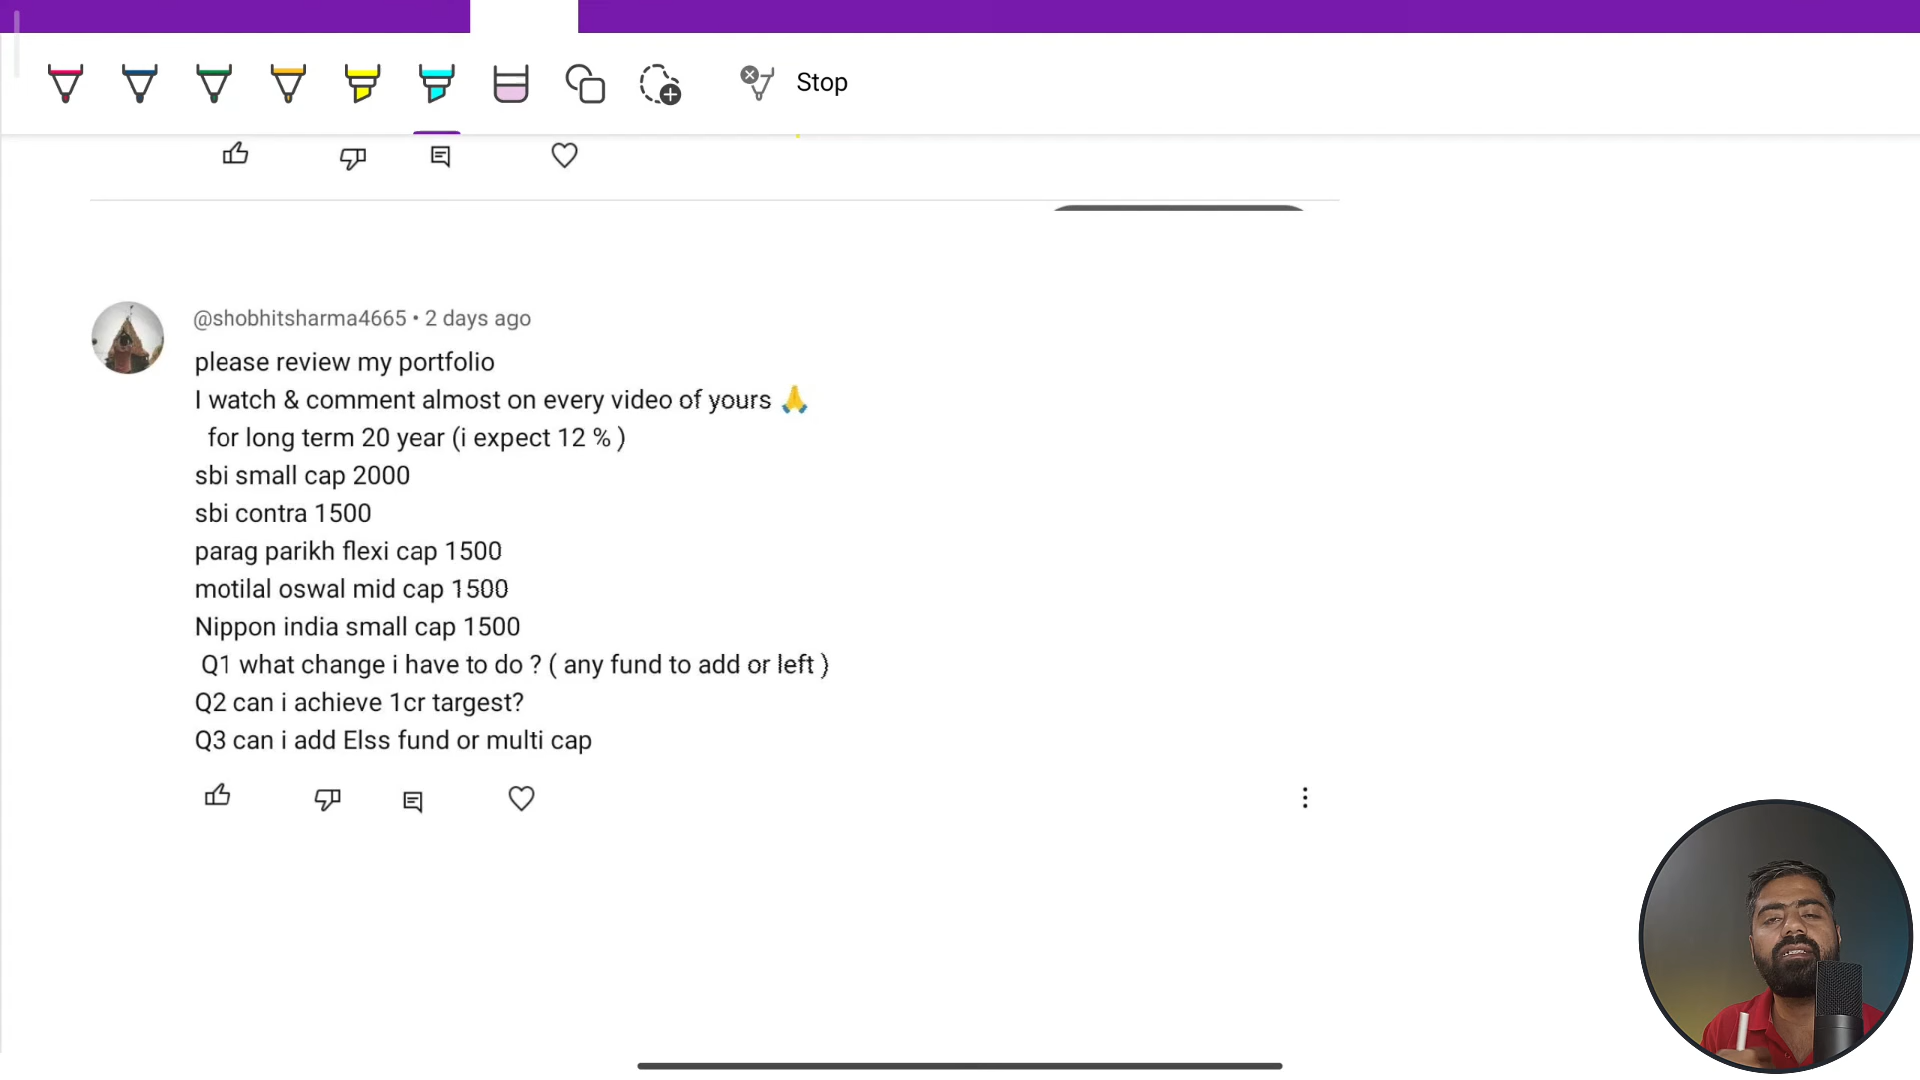 Stop
@shobhitsharma4665 • 2 days ago
please review my portfolio
I watch & comment almost on every video of yours 🙏
for long term 20 year (i expect 12 % )
sbi small cap 2000
sbi contra 1500
parag parikh flexi cap 1500
motilal oswal mid cap 1500
Nippon india small cap 1500
Q1 what change i have to do ? ( any fund to add or left )
Q2 can i achieve 1cr targest?
Q3 can i add Elss fund or multi cap